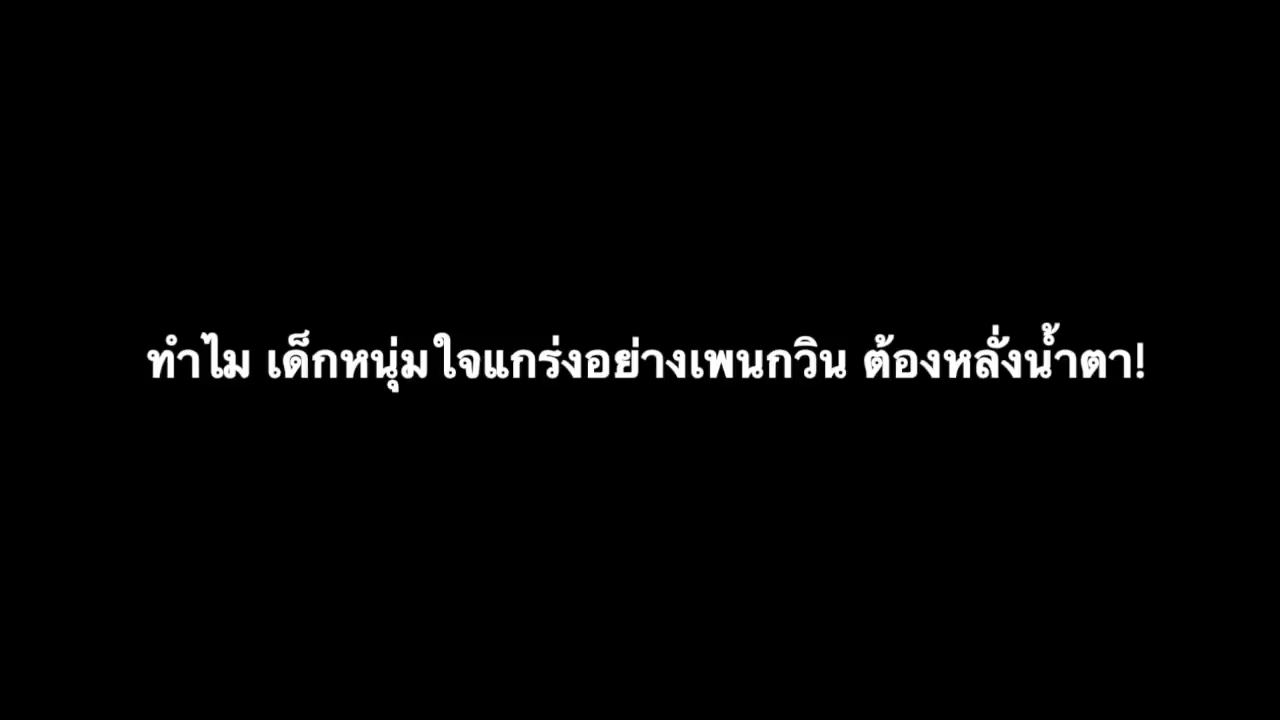 ทำไม เด็กหนุ่มใจแกร่งอย่างเพนกวิน ต้องหลั่งน้ำตา!